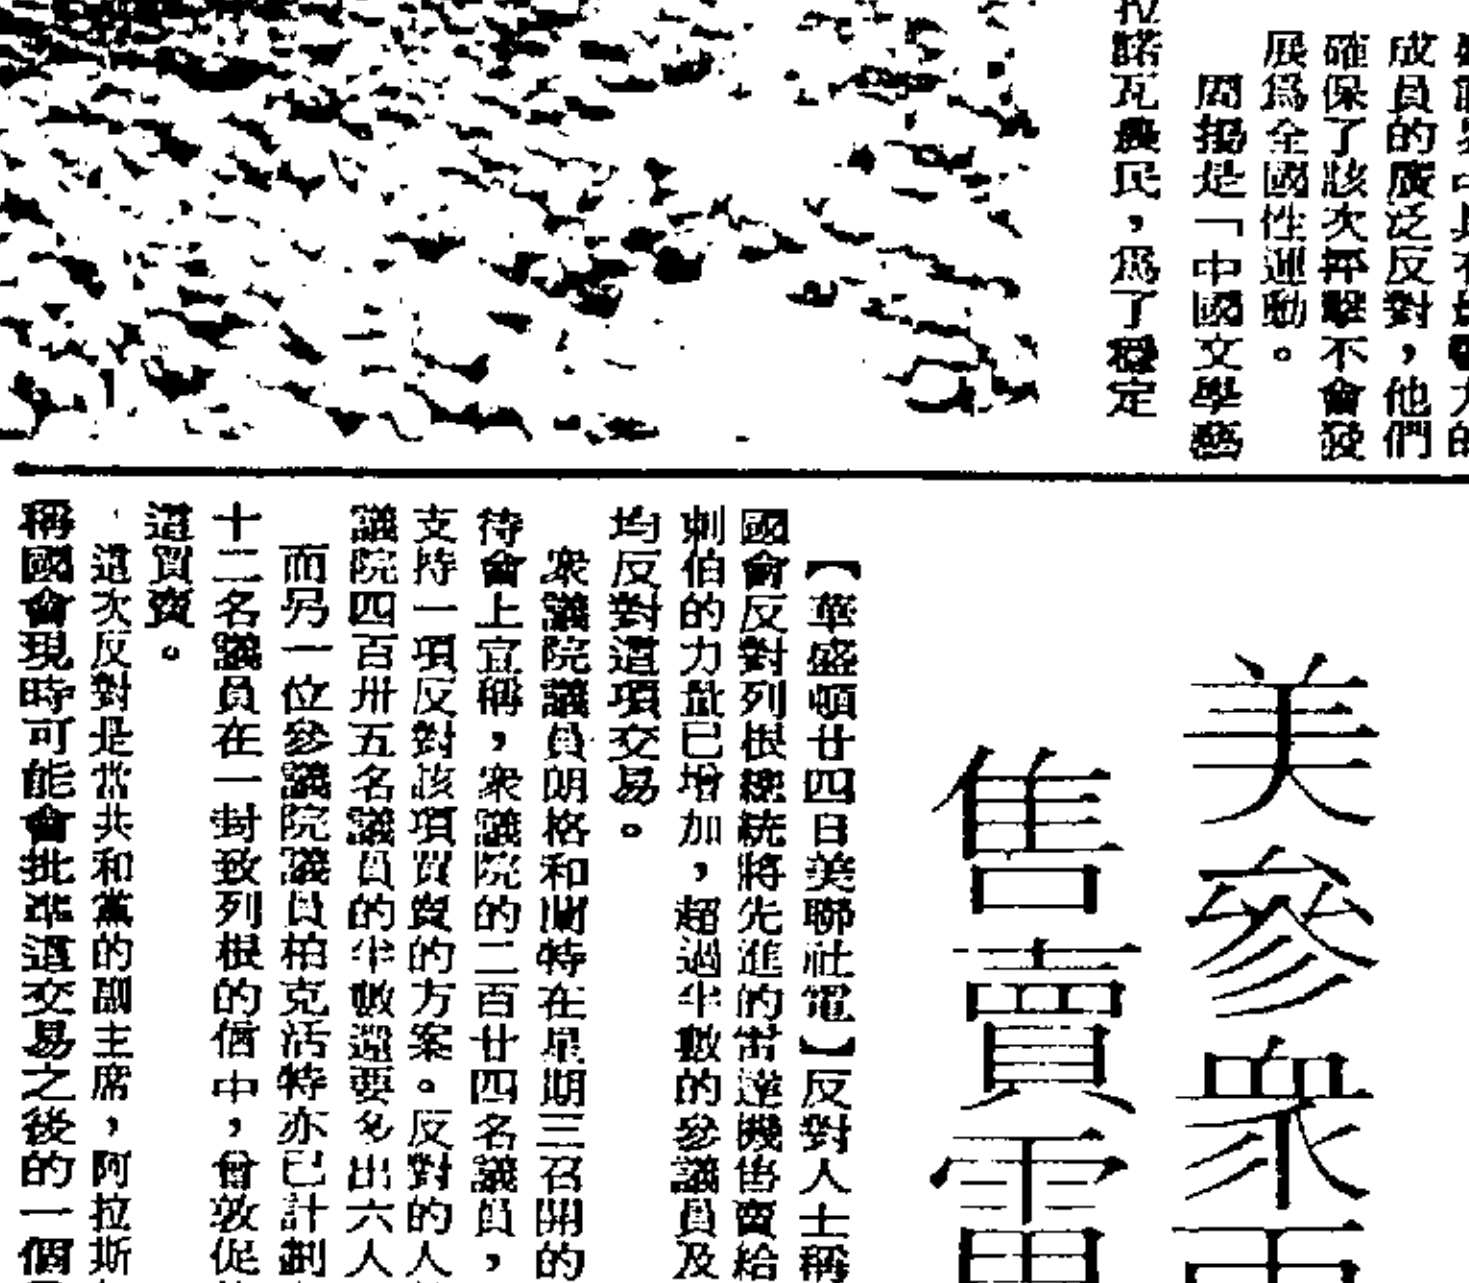 成員的廣泛反對，他們
確保了該次抨擊不會發
展爲全國性運動。
周揚是「中國文學藝
拉諾瓦農民，爲了穩定
美參衆
售賣雷
【華盛頓廿四日美聯社電】反對人士稱
國會反對列根總統將先進的雷達機售賣給
刺伯的力量已增加，超過半數的參議員及
均反對這項交易。
衆議院議員朗格和蘭特在星期三召開的
待會上宣稱，衆議院的二百廿四名議員，
支持一項反對該項買賣的方案。反對的人
議院四百卅五名議員的半數還要多出六人
而另一位參議院議員柏克活特亦已計劃
十二名議員在一封致列根的信中，曾敦促
這買賣。
這次反對是當共和黨的副主席，阿拉斯
稱國會現時可能會批准這交易之後的一個